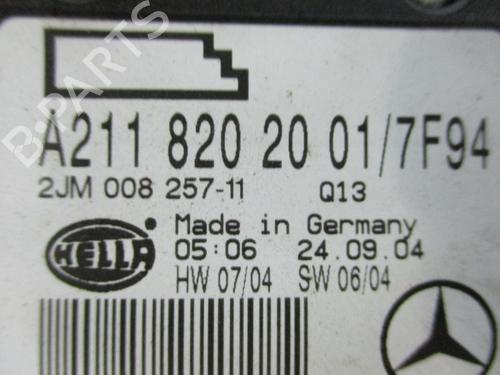 A211 820 20 01/7F94
2JM 008 257-11 Q13
HELLA
Made in Germany
05:06 24.09.04
HW 07/04 SW 06/04
B-PARTS